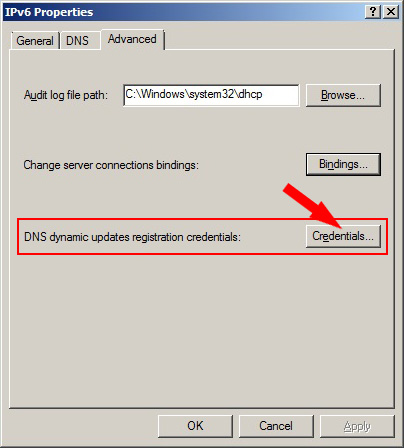 IPv6 Properties
General DNS Advanced
Audit log file path: C:\Windows\system32\dhcp Browse...
Change server connections bindings: Bindings...
DNS dynamic updates registration credentials: Credentials...
OK Cancel Apply